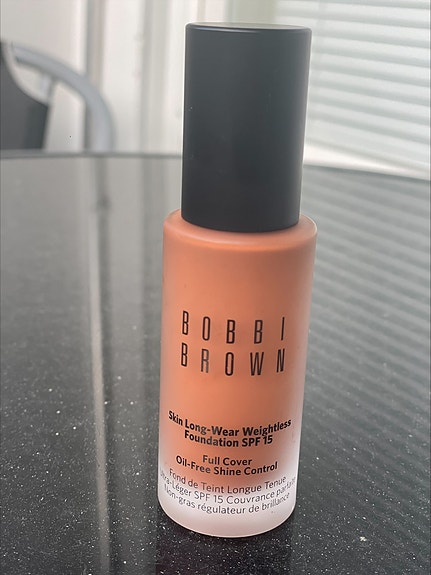 BOBBI
BROWN
Skin Long-Wear Weightless
Foundation SPF 15
Full Cover
Oil-Free Shine Control
Fond de Teint Longue Tenue
Ultra-Léger SPF 15 Couvrance parfaite
Non-gras régulateur de brillance